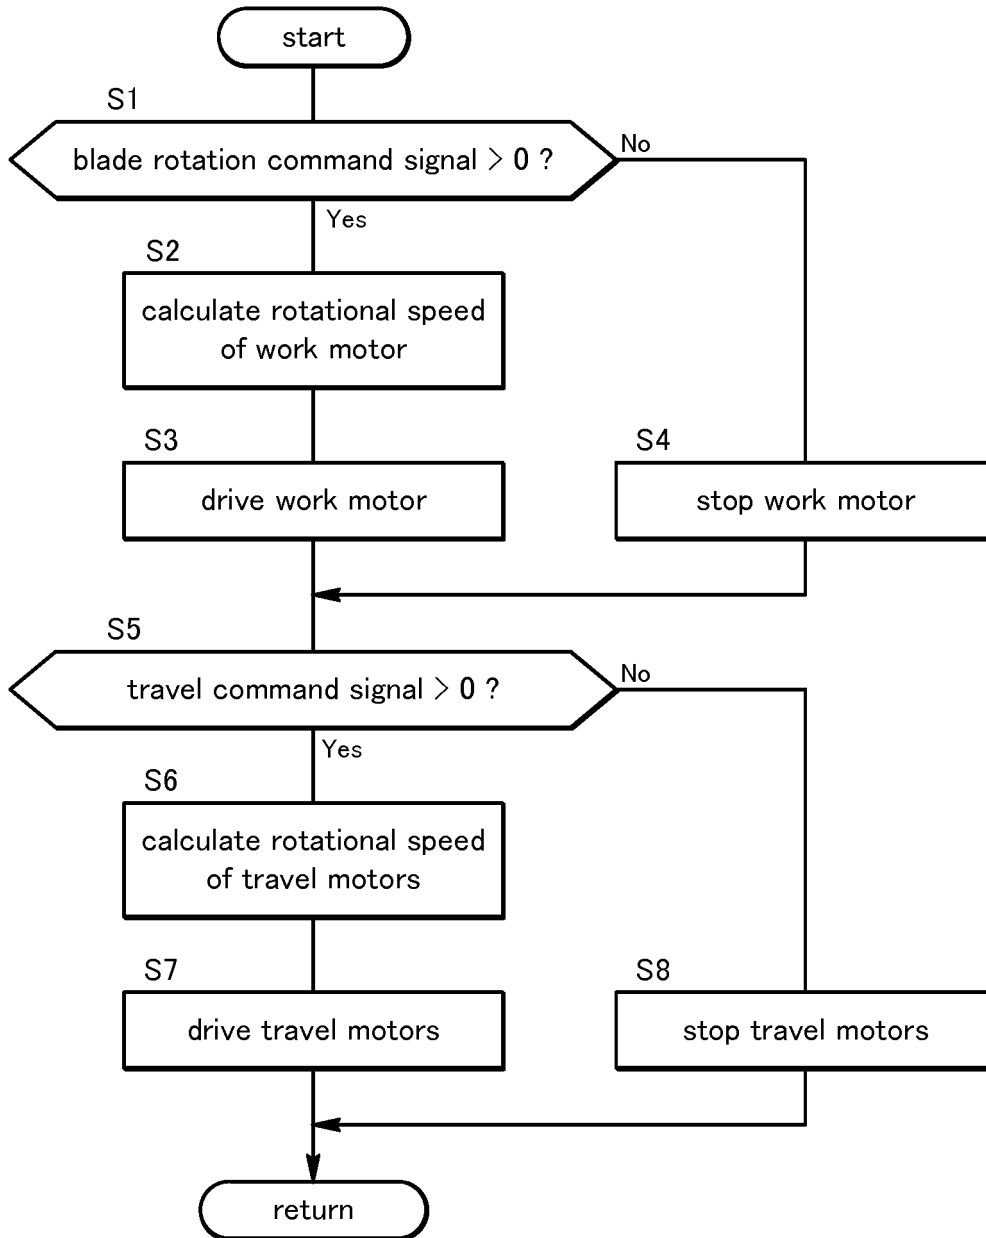 start
S1
blade rotation command signal > 0 ?
No
Yes
S2
calculate rotational speed
of work motor
S3
drive work motor
S4
stop work motor
S5
travel command signal > 0 ?
No
Yes
S6
calculate rotational speed
of travel motors
S7
drive travel motors
S8
stop travel motors
return